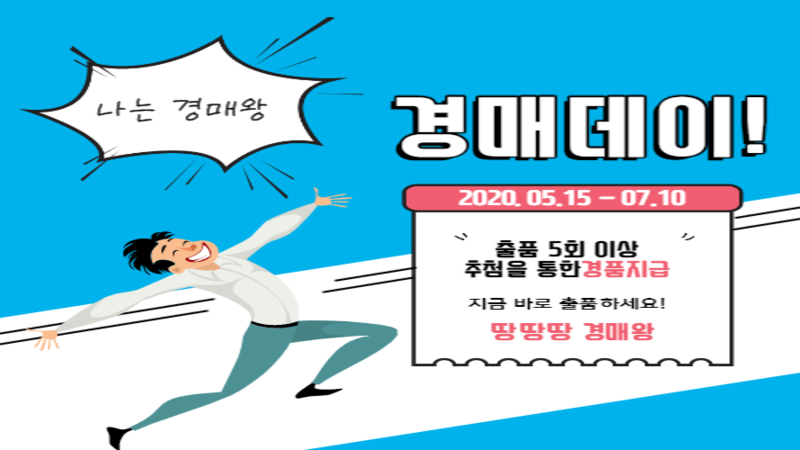 나는 경매왕
경매데이!
2020. 05.15 - 07.10
출품 5회 이상
추첨을 통한경품지급
지금 바로 출품하세요!
땅땅땅 경매왕